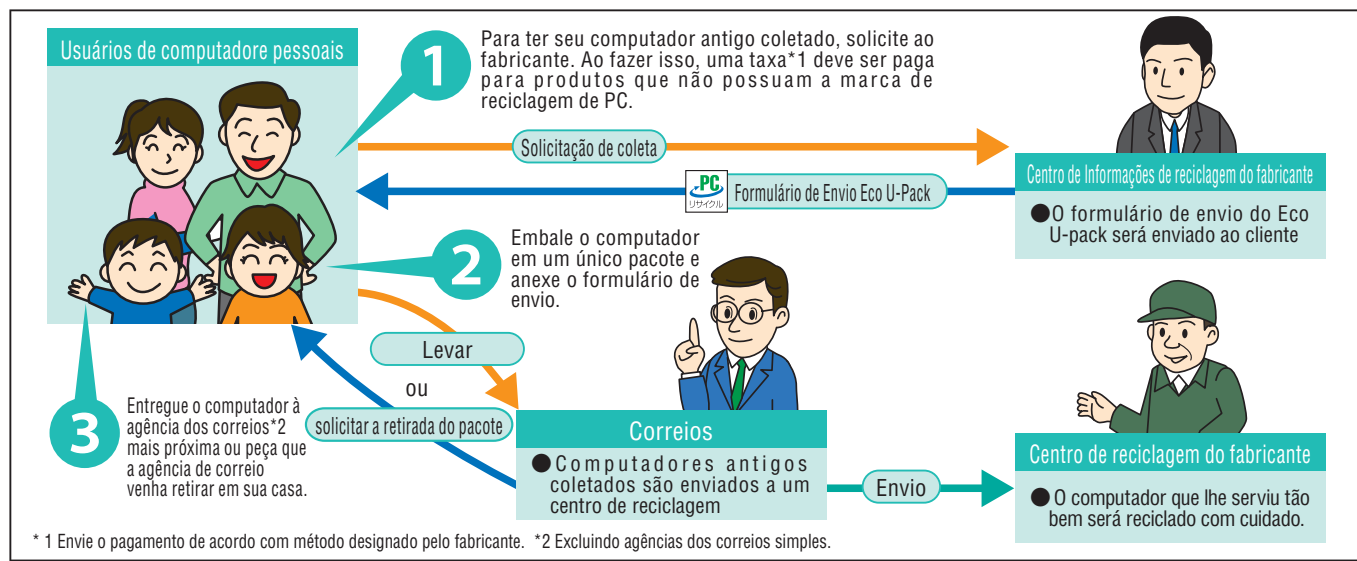 Usuários de computadore pessoais
1
Para ter seu computador antigo coletado, solicite ao
fabricante. Ao fazer isso, uma taxa*1 deve ser paga
para produtos que não possuam a marca de
reciclagem de PC.
Solicitação de coleta
PC
リサイクル
Formulário de Envio Eco U-Pack
Centro de Informações de reciclagem do fabricante
●O formulário de envio do Eco
U-pack será enviado ao cliente
2
Embale o computador
em um único pacote e
anexe o formulário de
envio.
Levar
ou
solicitar a retirada do pacote
3
Entregue o computador à
agência dos correios*2
mais próxima ou peça que
a agência de correio
venha retirar em sua casa.
Correios
●Computadores antigos
coletados são enviados a um
centro de reciclagem
Envio
Centro de reciclagem do fabricante
● O computador que lhe serviu tão
bem será reciclado com cuidado.
* 1 Envie o pagamento de acordo com método designado pelo fabricante. *2 Excluindo agências dos correios simples.